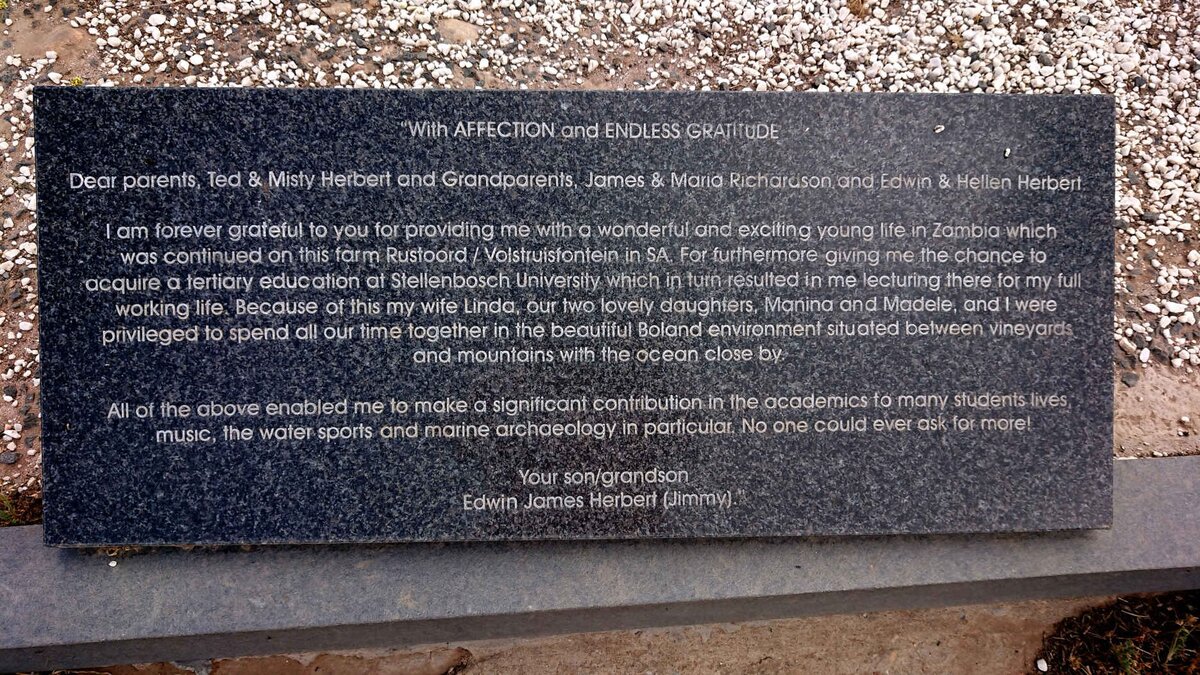 "With AFFECTION and ENDLESS GRATITUDE
Dear parents, Ted & Misty Herbert and Grandparents, James & Maria Richardson and Edwin & Hellen Herbert
I am forever grateful to you for providing me with a wonderful and exciting young life in Zambia which
was continued on this farm Rustoord / Volstruisfontein in SA. For furthermore giving me the chance to
acquire a tertiary education at Stellenbosch University which in turn resulted in me lecturing there for my full
working life. Because of this my wife Linda, our two lovely daughters, Manina and Madele, and I were
privileged to spend all our time together in the beautiful Boland environment situated between vineyards
and mountains with the ocean close by.
All of the above enabled me to make a significant contribution in the academics to many students lives,
music, the water sports and marine archaeology in particular. No one could ever ask for more!
Your son/grandson
Edwin James Herbert (Jimmy)."